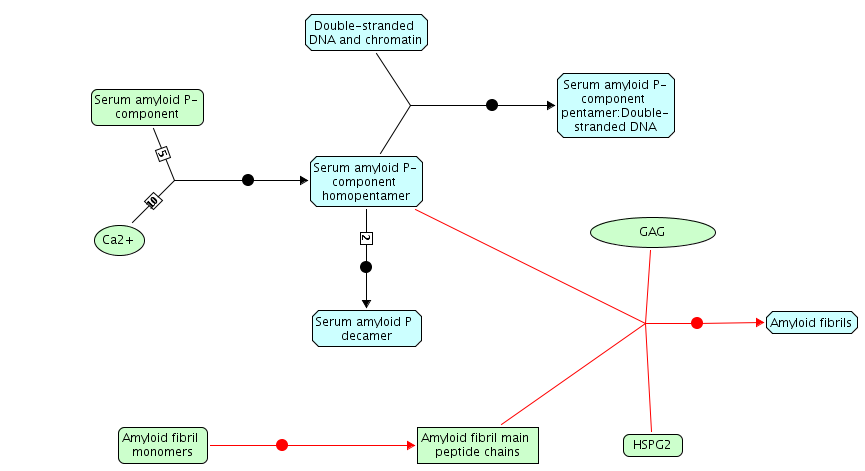 Double-stranded
DNA and chromatin
Serum amyloid P-
component
pentamer:Double-
stranded DNA
Serum amyloid P-
component
5
Serum amyloid P-
component
homopentamer
10
Ca2+
2
GAG
Serum amyloid P
decamer
Amyloid fibrils
Amyloid fibril
monomers
Amyloid fibril main
peptide chains
HSPG2